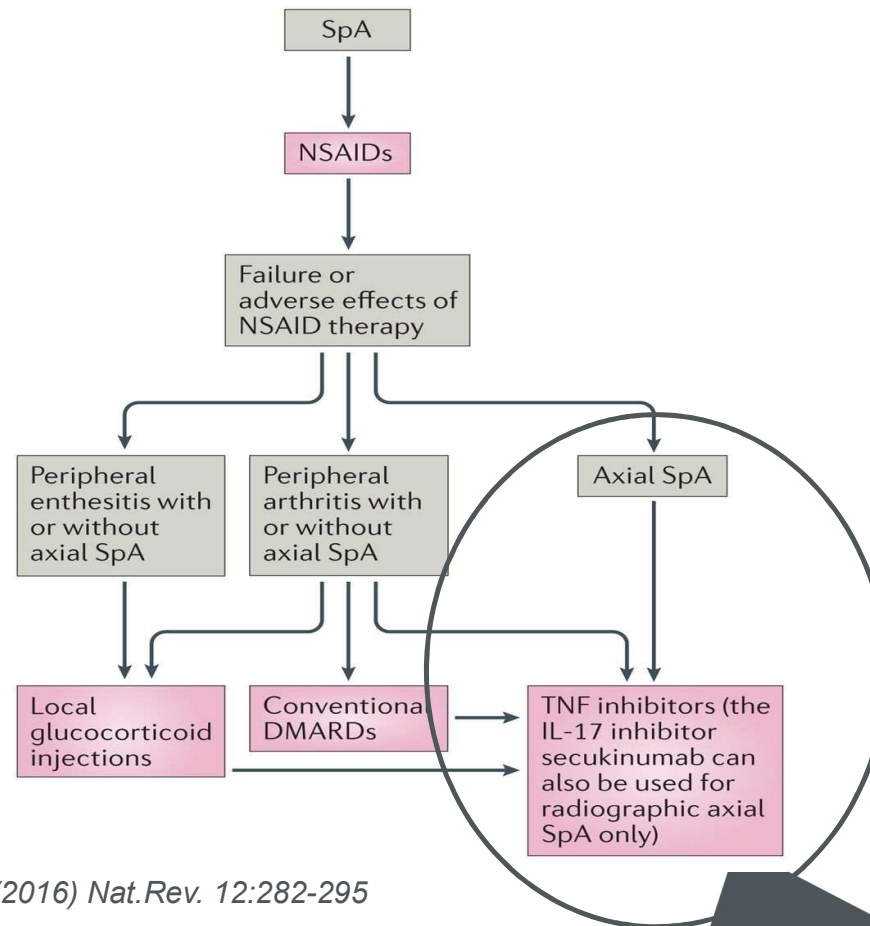 SpA
NSAIDs
Failure or
adverse effects of
NSAID therapy
Peripheral
enthesitis with
or without
axial SpA
Peripheral
arthritis with
or without
axial SpA
Axial SpA
Local
glucocorticoid
injections
Conventional
DMARDs
TNF inhibitors (the
IL-17 inhibitor
secukinumab can
also be used for
radiographic axial
SpA only)
(2016) Nat.Rev. 12:282-295